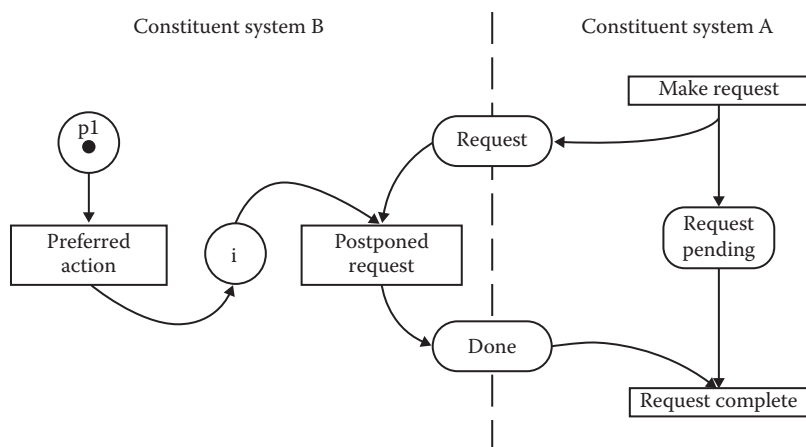 Constituent system B
Constituent system A
Make request
p1
Request
Request
pending
Preferred
action
i
Postponed
request
Done
Request complete